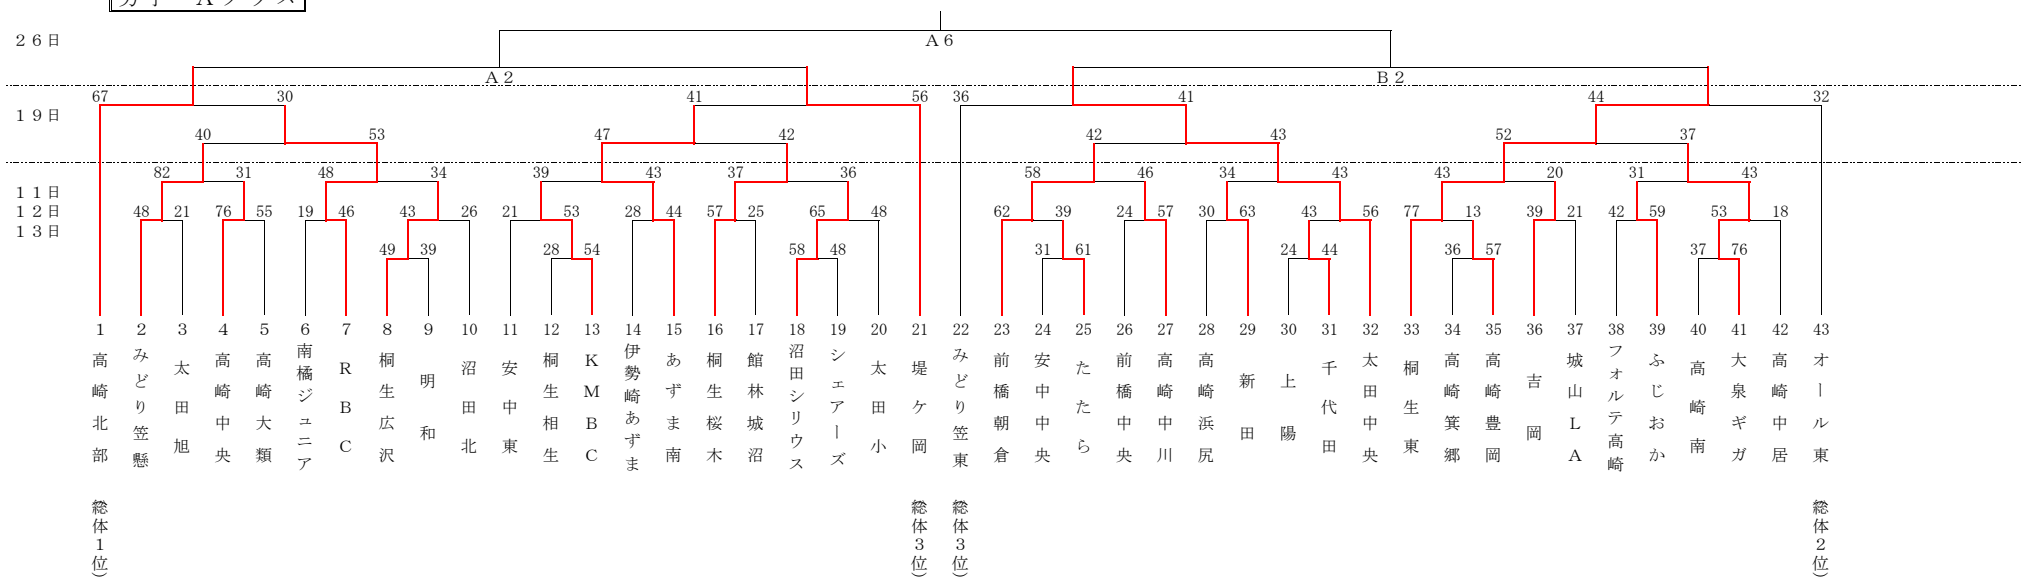 男子 Aクラス
26日
A6
A2
B2
67 30 41 56 36 41 44 32
19日
40 53 47 42 42 43 52 37
82 31 48 34 39 43 37 36 58 46 34 43 43 20 31 43
11日
12日
13日
48 21 76 55 19 46 43 26 21 53 28 44 57 25 65 48 62 39 24 57 30 63 43 56 77 13 39 21 42 59 53 18
49 39 28 54 58 48 31 61 24 44 36 57 37 76
1 2 3 4 5 6 7 8 9 10 11 12 13 14 15 16 17 18 19 20 21 22 23 24 25 26 27 28 29 30 31 32 33 34 35 36 37 38 39 40 41 42 43
高崎北部
みどり笠懸
太田旭
高崎中央
高崎大類
南橘ジュニア
RBC
桐生広沢
明和
沼田北
安中東
桐生相生
KMBC
伊勢崎あずま
あずま南
桐生桜木
館林城沼
沼田シリウス
シェアーズ
太田小
堤ケ岡
みどり笠東
前橋朝倉
安中中央
たたら
前橋中央
高崎中川
高崎浜尻
新田
上陽
千代田
太田中央
桐生東
高崎箕郷
高崎豊岡
吉岡
城山LA
フォルテ高崎
ふじおか
高崎南
大泉ギガ
高崎中居
オール東
(総体1位)
(総体3位)
(総体3位)
(総体2位)